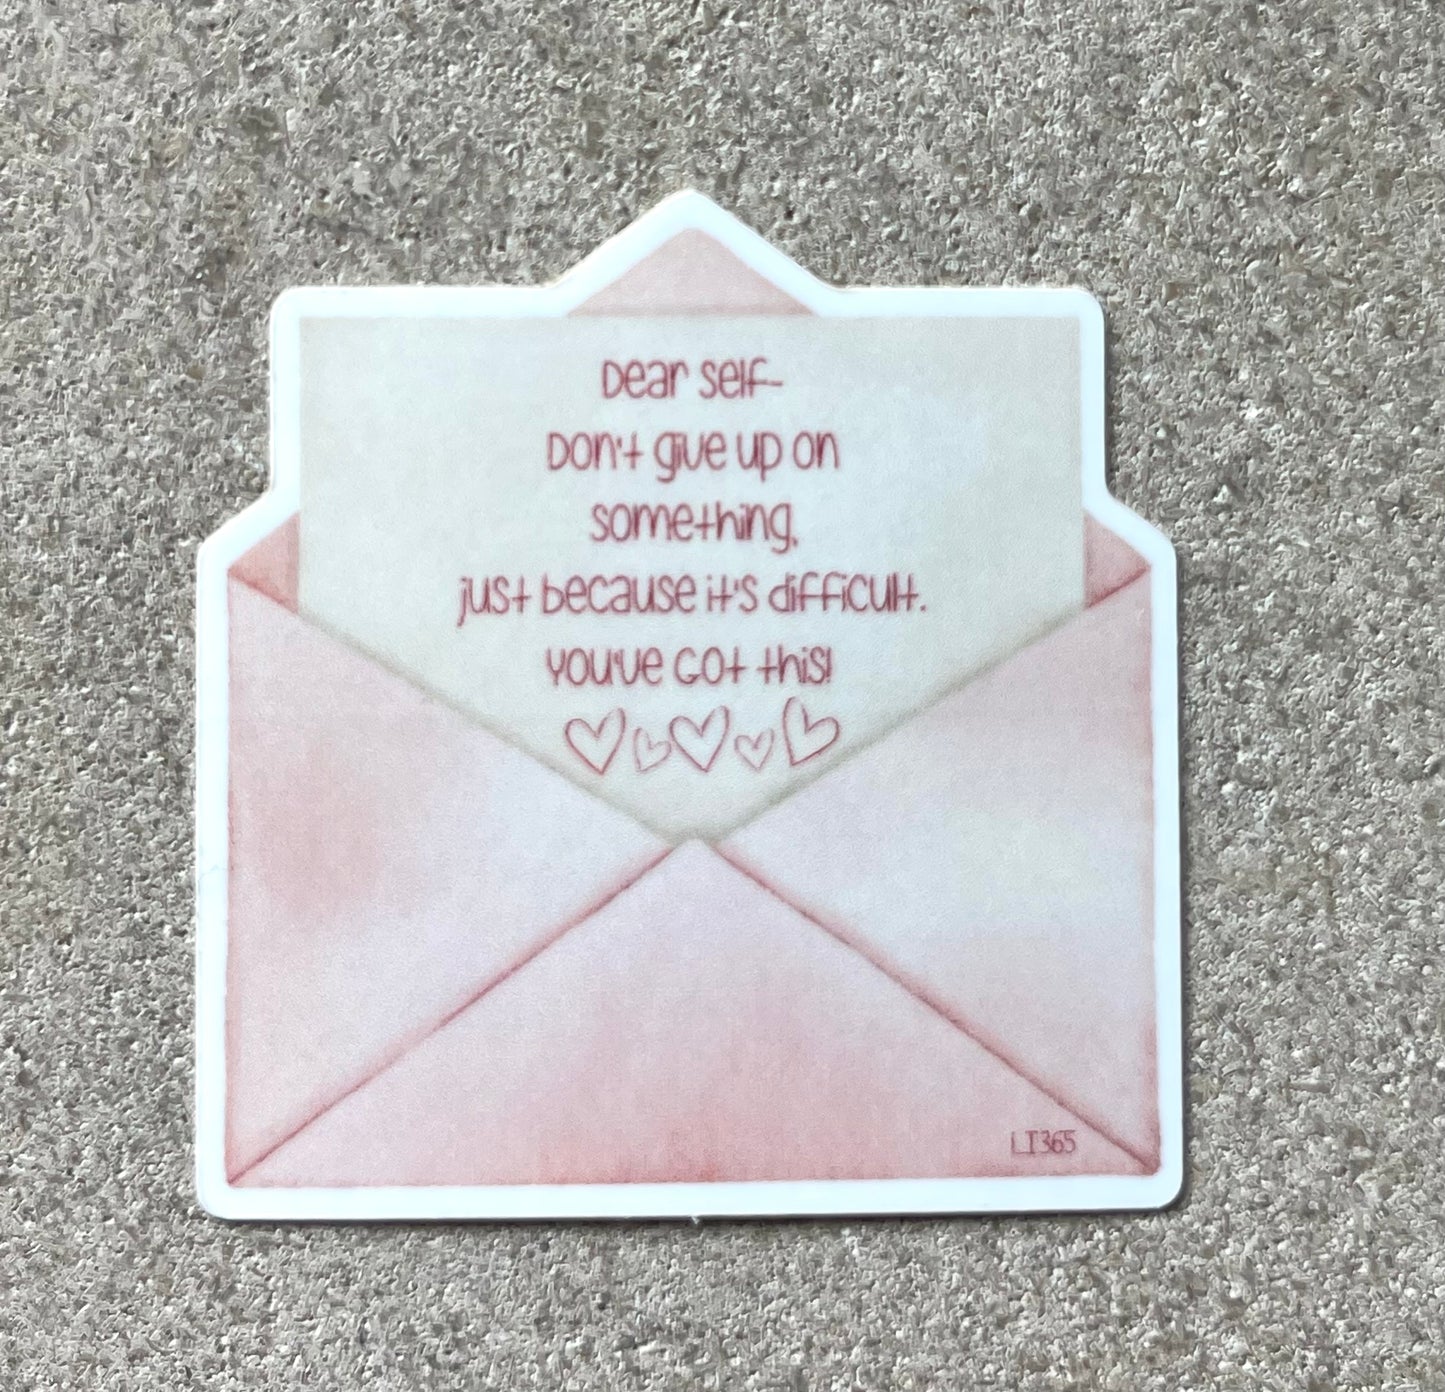 Dear self-
Don't give up on
something,
just because it's difficult.
You've Got this!
LI365